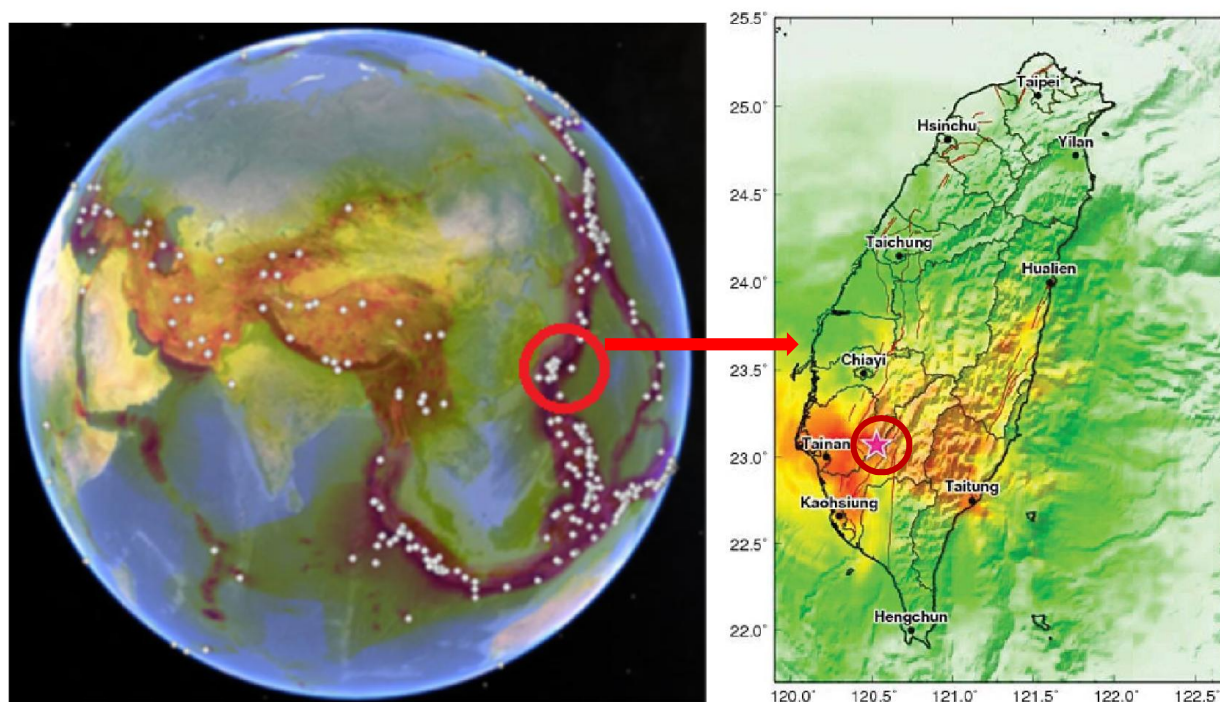 25.5°
Taipei
25.0°
Hsinchu
Yilan
24.5°
Taichung
Hualien
24.0°
Chiayi
23.5°
Tainan
23.0°
Taitung
Kaohsiung
22.5°
Hengchun
22.0°
120.0° 120.5° 121.0° 121.5° 122.0° 122.5°